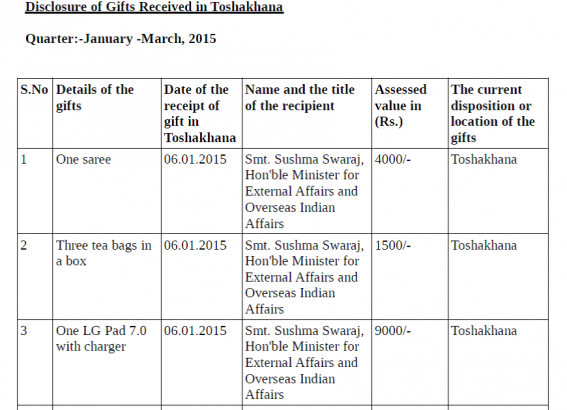 Disclosure of Gifts Received in Toshakhana
Quarter:-January -March, 2015
S.No
Details of the
gifts
Date of the
receipt of
gift in
Toshakhana
Name and the title
of the recipient
Assessed
value in
(Rs.)
The current
disposition or
location of the
gifts
1
One saree
06.01.2015
Smt. Sushma Swaraj,
Hon'ble Minister for
External Affairs and
Overseas Indian
Affairs
4000/-
Toshakhana
2
Three tea bags in
a box
06.01.2015
Smt. Sushma Swaraj,
Hon'ble Minister for
External Affairs and
Overseas Indian
Affairs
1500/-
Toshakhana
3
One LG Pad 7.0
with charger
06.01.2015
Smt. Sushma Swaraj,
Hon'ble Minister for
External Affairs and
Overseas Indian
Affairs
9000/-
Toshakhana